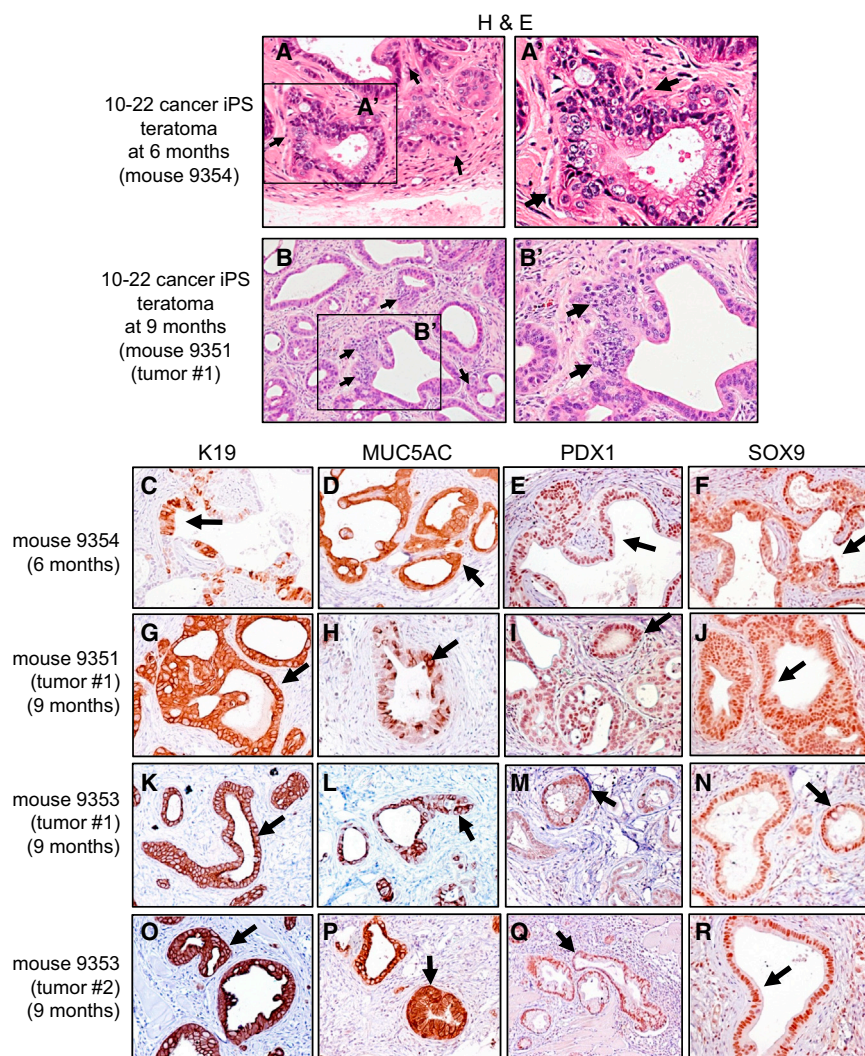 H & E
10-22 cancer iPS
teratoma
at 6 months
(mouse 9354)
A
A'
A'
10-22 cancer iPS
teratoma
at 9 months
(mouse 9351
(tumor #1)
B
B'
B'
K19
MUC5AC
PDX1
SOX9
mouse 9354
(6 months)
C
D
E
F
mouse 9351
(tumor #1)
(9 months)
G
H
I
J
mouse 9353
(tumor #1)
(9 months)
K
L
M
N
mouse 9353
(tumor #2)
(9 months)
O
P
Q
R